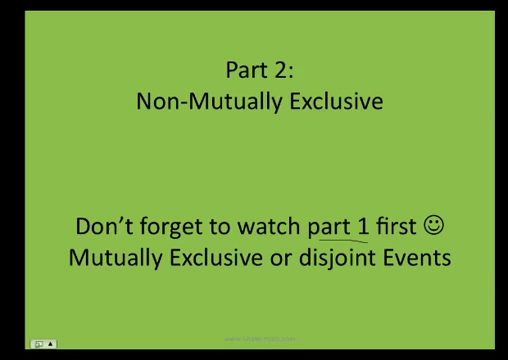 Part 2:
Non-Mutually Exclusive
Don't forget to watch part 1 first ☺
Mutually Exclusive or disjoint Events